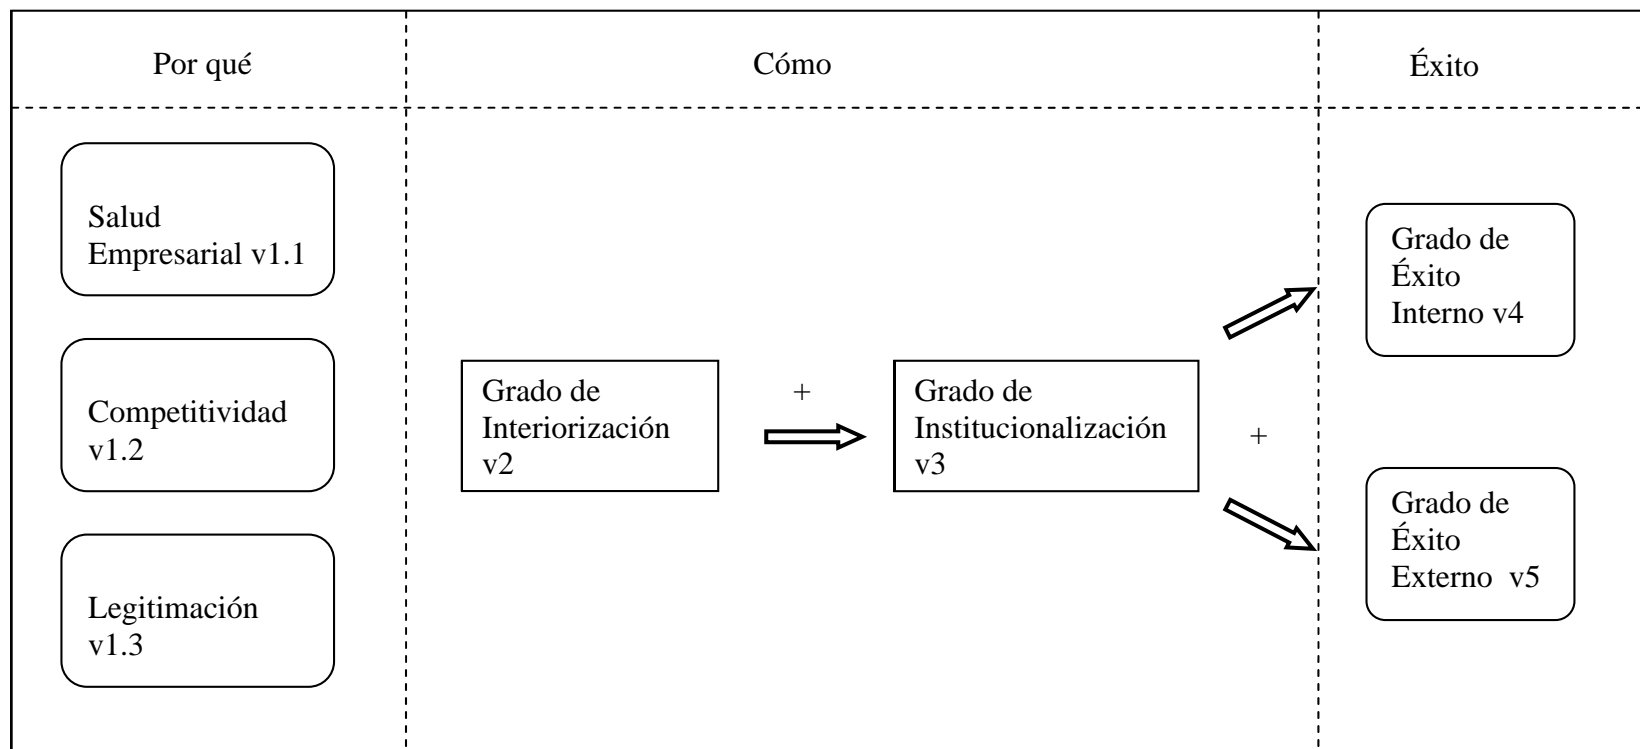 Por qué
Cómo
Éxito
Salud
Empresarial v1.1
Competitividad
v1.2
Legitimación
v1.3
Grado de
Interiorización
v2
+
Grado de
Institucionalización
v3
+
Grado de
Éxito
Interno v4
Grado de
Éxito
Externo v5